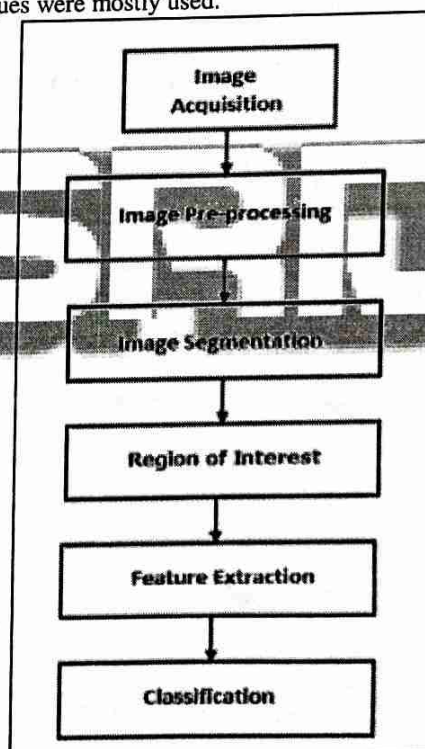 ues were mostly used.
Image
Acquisition
Image Pre-processing
Image Segmentation
Region of Interest
Feature Extraction
Classification